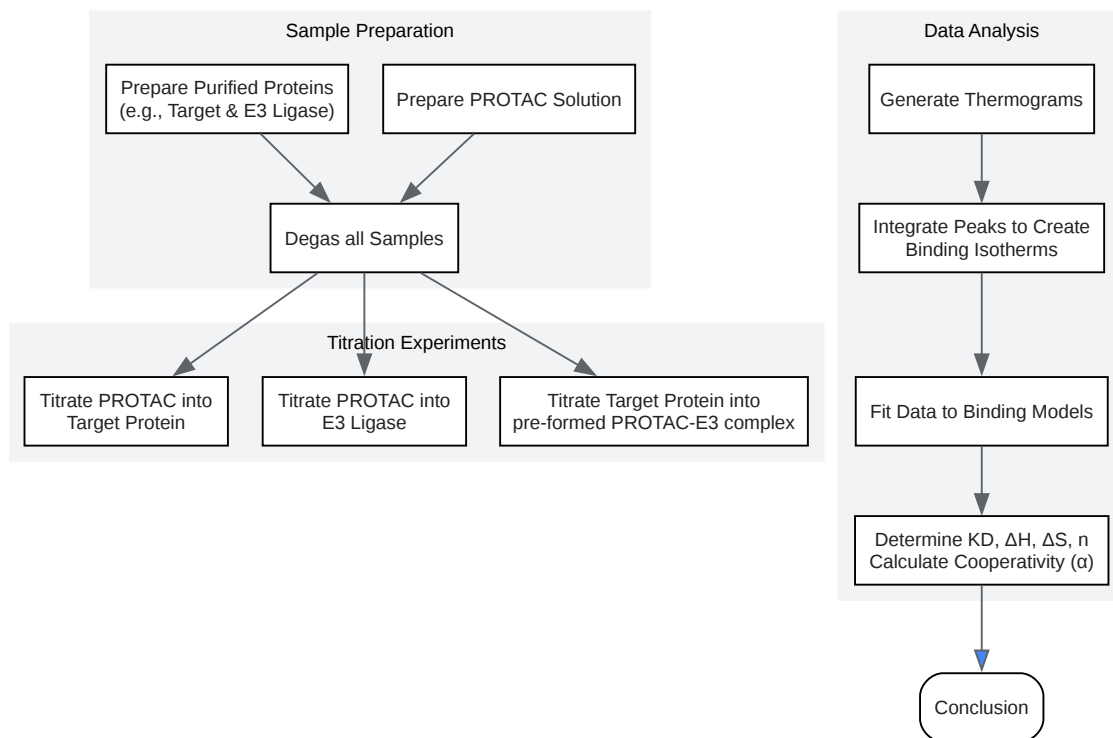 Sample Preparation
Prepare Purified Proteins
(e.g., Target & E3 Ligase)
Prepare PROTAC Solution
Degas all Samples
Titration Experiments
Titrate PROTAC into
Target Protein
Titrate PROTAC into
E3 Ligase
Titrate Target Protein into
pre-formed PROTAC-E3 complex
Data Analysis
Generate Thermograms
Integrate Peaks to Create
Binding Isotherms
Fit Data to Binding Models
Determine KD, ΔH, ΔS, n
Calculate Cooperativity (α)
Conclusion